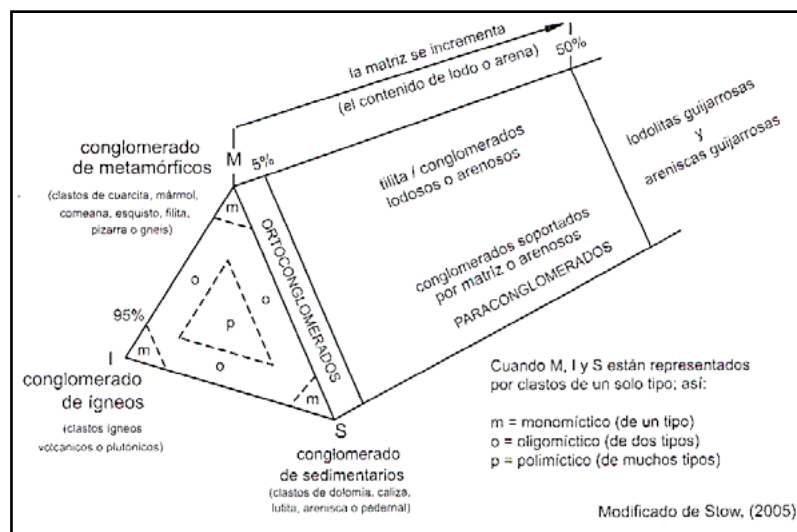 la matriz se incrementa
(el contenido de lodo o arena)
I
50%
conglomerado
de metamórficos
M
5%
(clastos de cuarcita, mármol,
comeana, esquisto, filita,
pizarra o gneis)
tilita / conglomerados
lodosos o arenosos
lodolitas guijarrosas
y
areniscas guijarrosas
m
ORTOCONGLOMERADOS
o
o
conglomerados soportados
por matriz o arenosos
PARACONGLOMERADOS
95%
p
I
m
o
m
conglomerado
de ígneos
(clastos ígneos
volcánicos o plutónicos)
S
conglomerado
de sedimentarios
(clastos de dolomía, caliza,
lutita, arenisca o pedernal)
Cuando M, I y S están representados
por clastos de un solo tipo; así:
m = monomíctico (de un tipo)
o = oligomíctico (de dos tipos)
p = polimíctico (de muchos tipos)
Modificado de Stow, (2005)